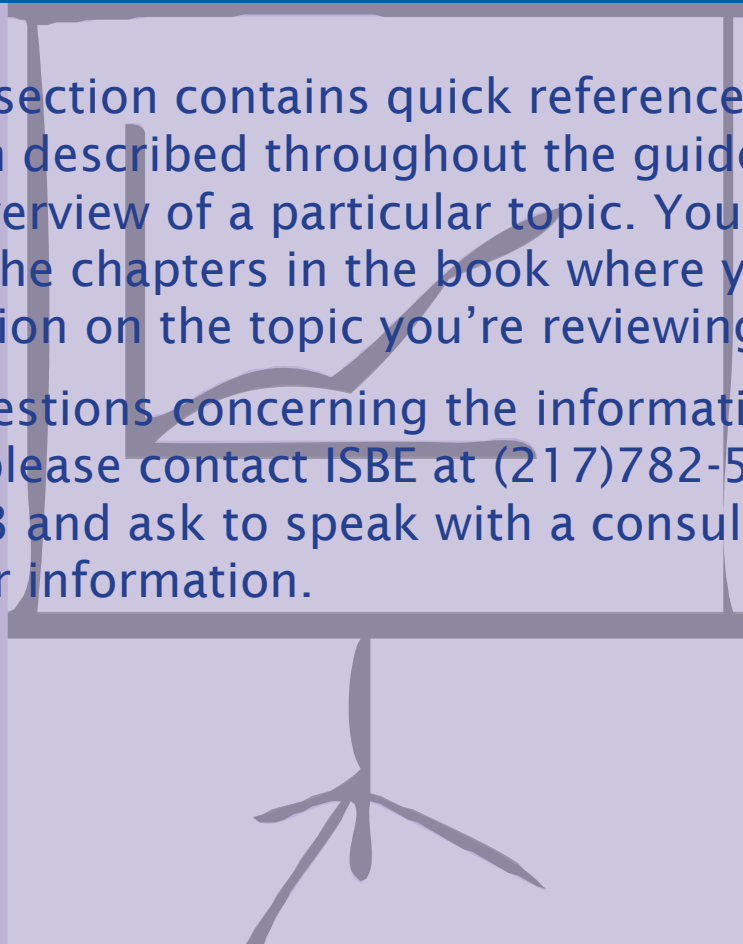 section contains quick reference
described throughout the guide
erview of a particular topic. You
he chapters in the book where y
ion on the topic you're reviewing
estions concerning the informati
please contact ISBE at (217)782-5
and ask to speak with a consul
r information.